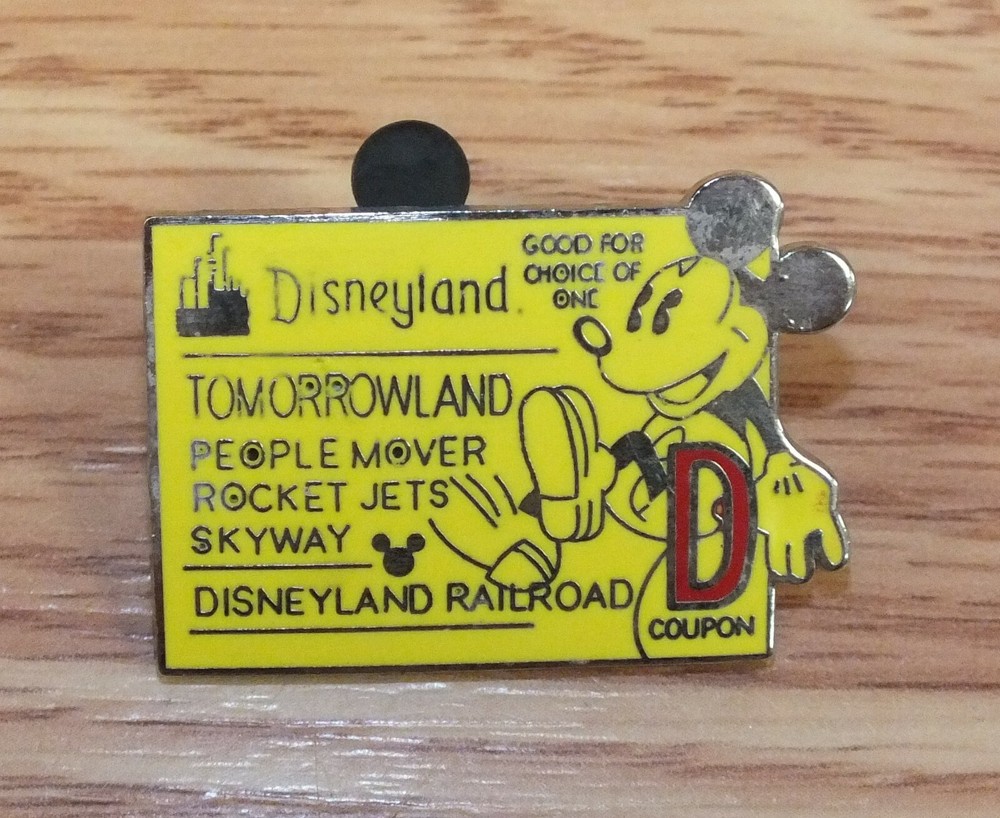 Disneyland
GOOD FOR
CHOICE OF
ONE
TOMORROWLAND
PEOPLE MOVER
ROCKET JETS
SKYWAY
DISNEYLAND RAILROAD
D
COUPON